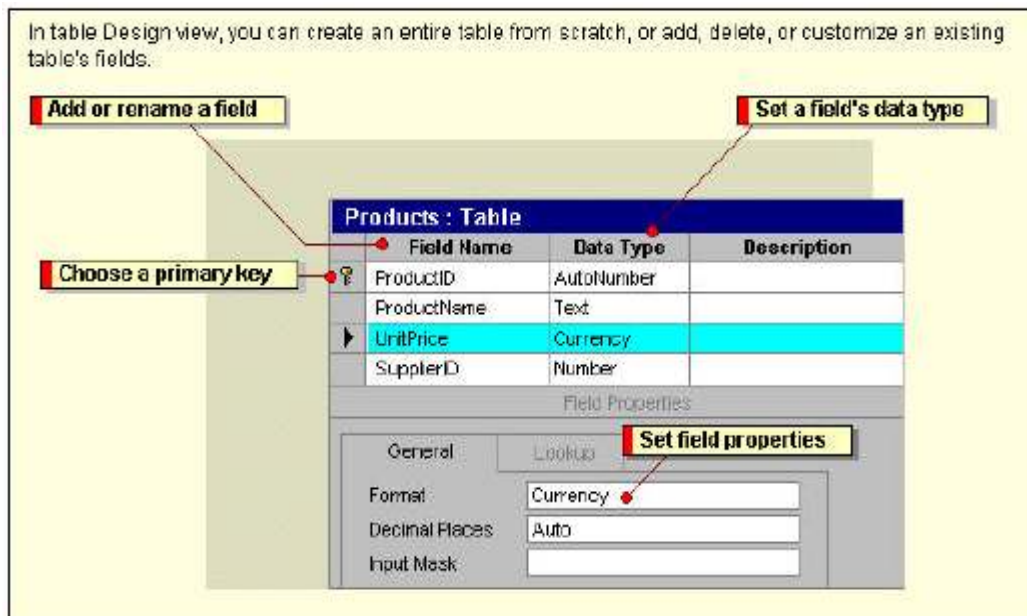 In table Design view, you can create an entire table from scratch, or add, delete, or customize an existing
table's fields.
Add or rename a field
Set a field's data type
Products : Table
Field Name Data Type Description
Choose a primary key
ProductID AutoNumber
ProductName Text
UnitPrice Currency
SupplierID Number
Field Properties
Set field properties
General Lookup
Format Currency
Decimal Places Auto
Input Mask